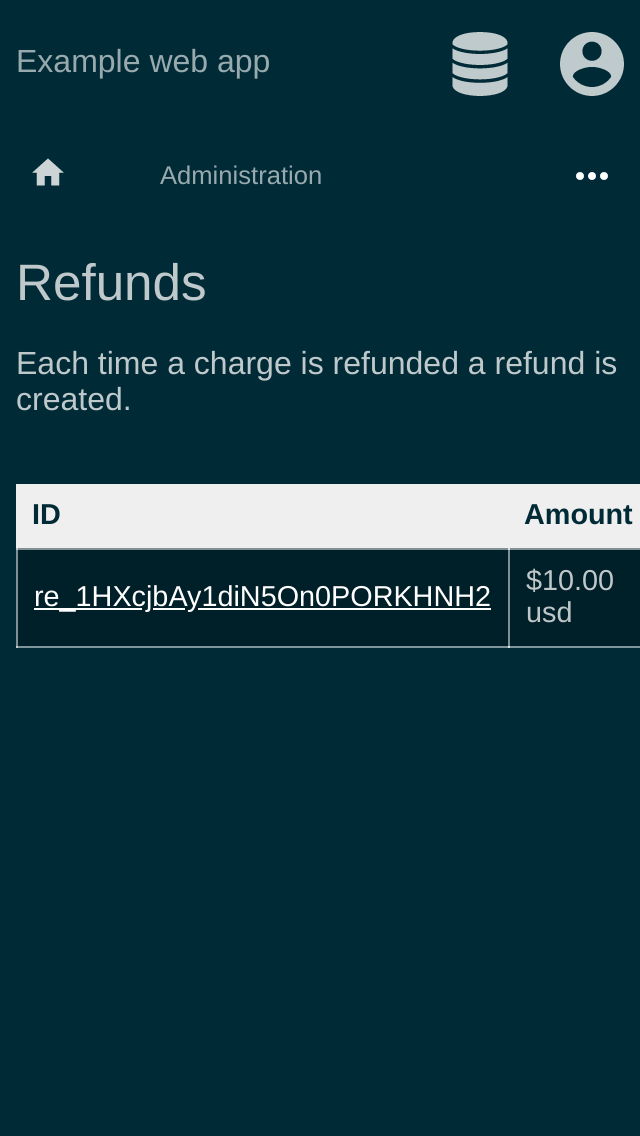 Example web app
Administration
Refunds
Each time a charge is refunded a refund is
created.
ID Amount
re_1HXcjbAy1diN5On0PORKHNH2 $10.00
usd